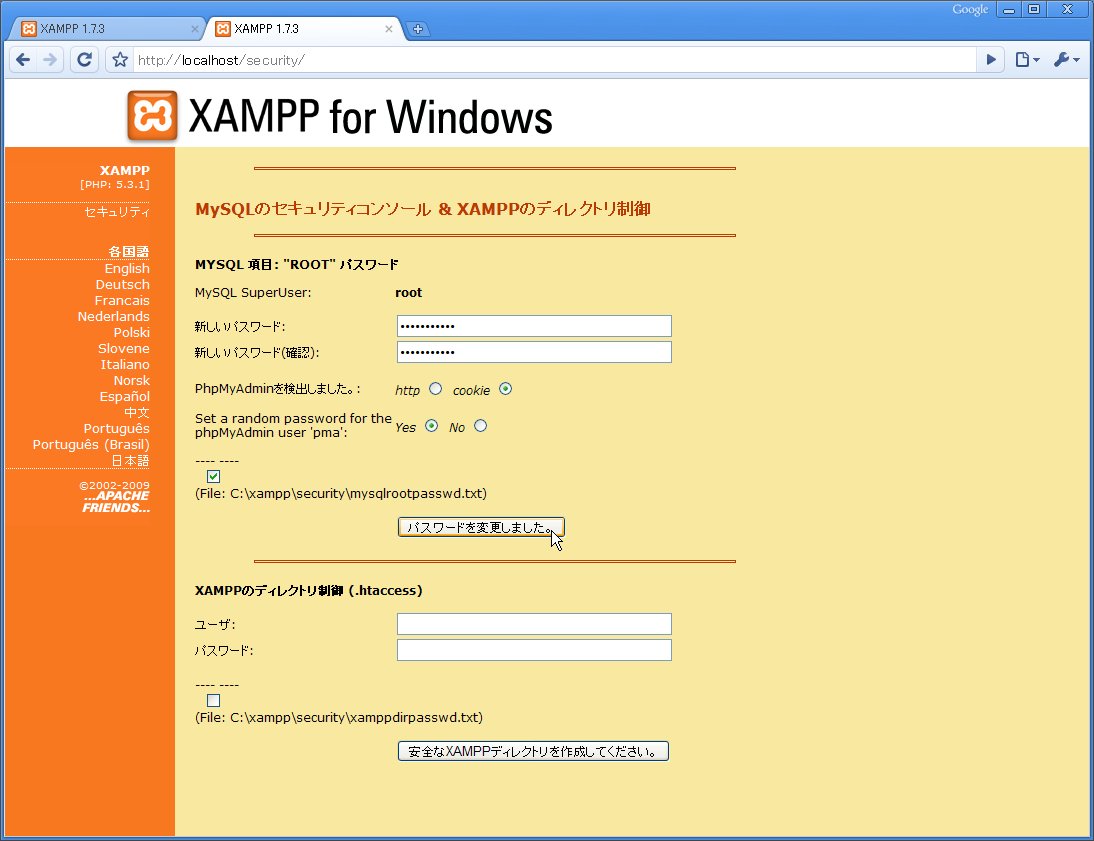 Google
XAMPP 1.7.3
XAMPP 1.7.3
http://localhost/security/
XAMPP for Windows
XAMPP
[PHP: 5.3.1]
セキュリティ
各国語
English
Deutsch
Francais
Nederlands
Polski
Slovene
Italiano
Norsk
Español
中文
Português
Português (Brasil)
日本語
©2002-2009
...APACHE
FRIENDS...
MySQLのセキュリティコンソール & XAMPPのディレクトリ制御
MYSQL 項目: "ROOT" パスワード
MySQL SuperUser: root
新しいパスワード: •••••••••••
新しいパスワード(確認): •••••••••••
PhpMyAdminを検出しました。: http cookie
Set a random password for the
phpMyAdmin user 'pma': Yes No
---- ----
(File: C:\xampp\security\mysqlrootpasswd.txt)
パスワードを変更しました。
XAMPPのディレクトリ制御 (.htaccess)
ユーザ:
パスワード:
---- ----
(File: C:\xampp\security\xamppdirpasswd.txt)
安全なXAMPPディレクトリを作成してください。